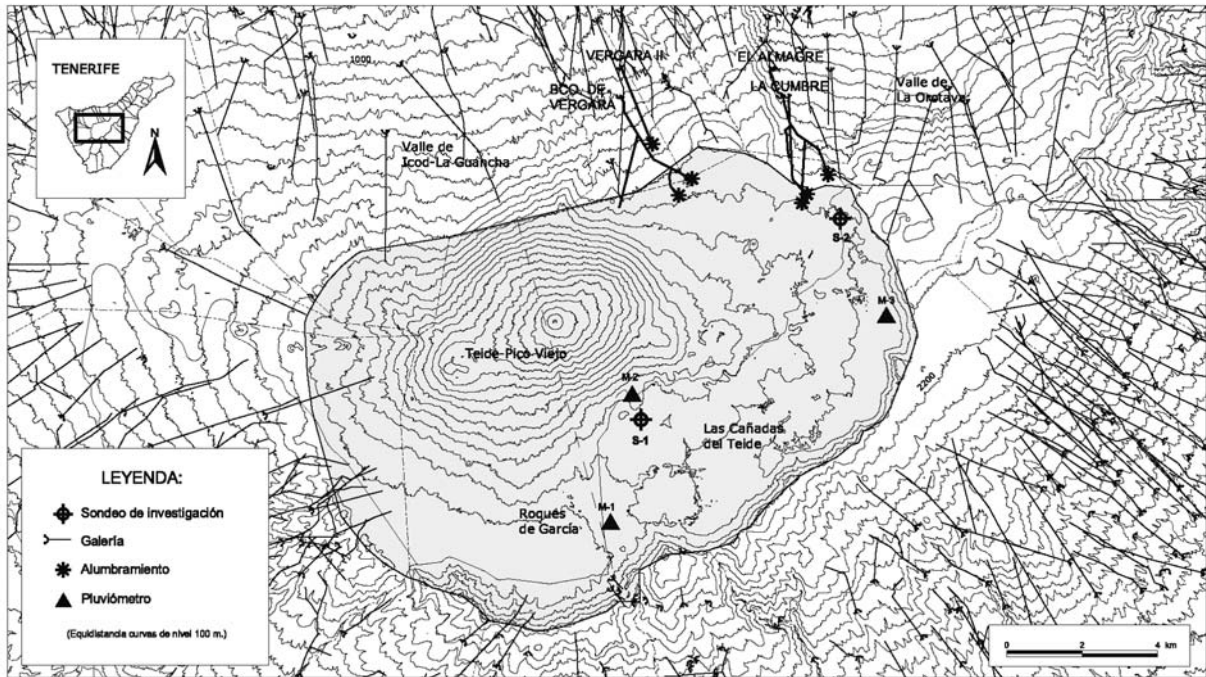 TENERIFE
N
1000
VERGARA II
BCO. DE
VERGARA
EL ALMAGRE
LA CUMBRE
Valle de
La Orotava
Valle de
Icod-La Guancha
S-2
M-3
Teide-Pico Viejo
M-2
S-1
2200
Las Cañadas
del Teide
Roques
de García
M-1
LEYENDA:
Sondeo de investigación
Galería
Alumbramiento
Pluviómetro
(Equidistancia curvas de nivel 100 m.)
0 2 4 km